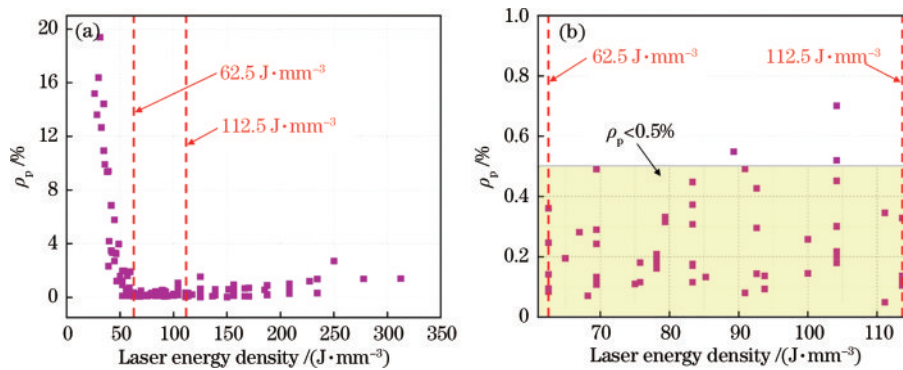 (a)
62.5 J·mm⁻³
112.5 J·mm⁻³
ρp /%
20
16
12
8
4
0
0 50 100 150 200 250 300 350
Laser energy density /(J·mm⁻³)
(b)
62.5 J·mm⁻³
112.5 J·mm⁻³
ρp<0.5%
ρp /%
1.0
0.8
0.6
0.4
0.2
0
70 80 90 100 110
Laser energy density /(J·mm⁻³)